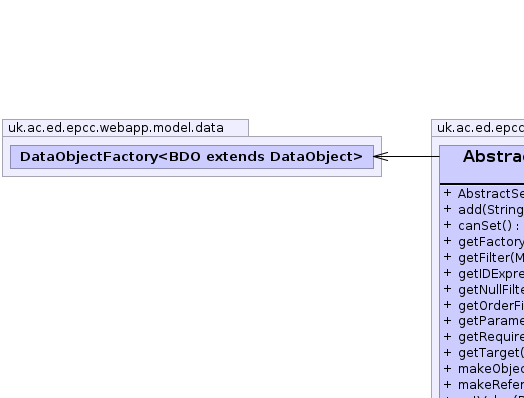 uk.ac.ed.epcc.webapp.model.data
DataObjectFactory<BDO extends DataObject>
uk.ac.ed.epcc
Abstrac
+ AbstractSe
+ add(String
+ canSet() :
+ getFactory
+ getFilter(M
+ getIDExpre
+ getNullFilte
+ getOrderFi
+ getParame
+ getRequire
+ getTarget(
+ makeObjec
+ makeRefer